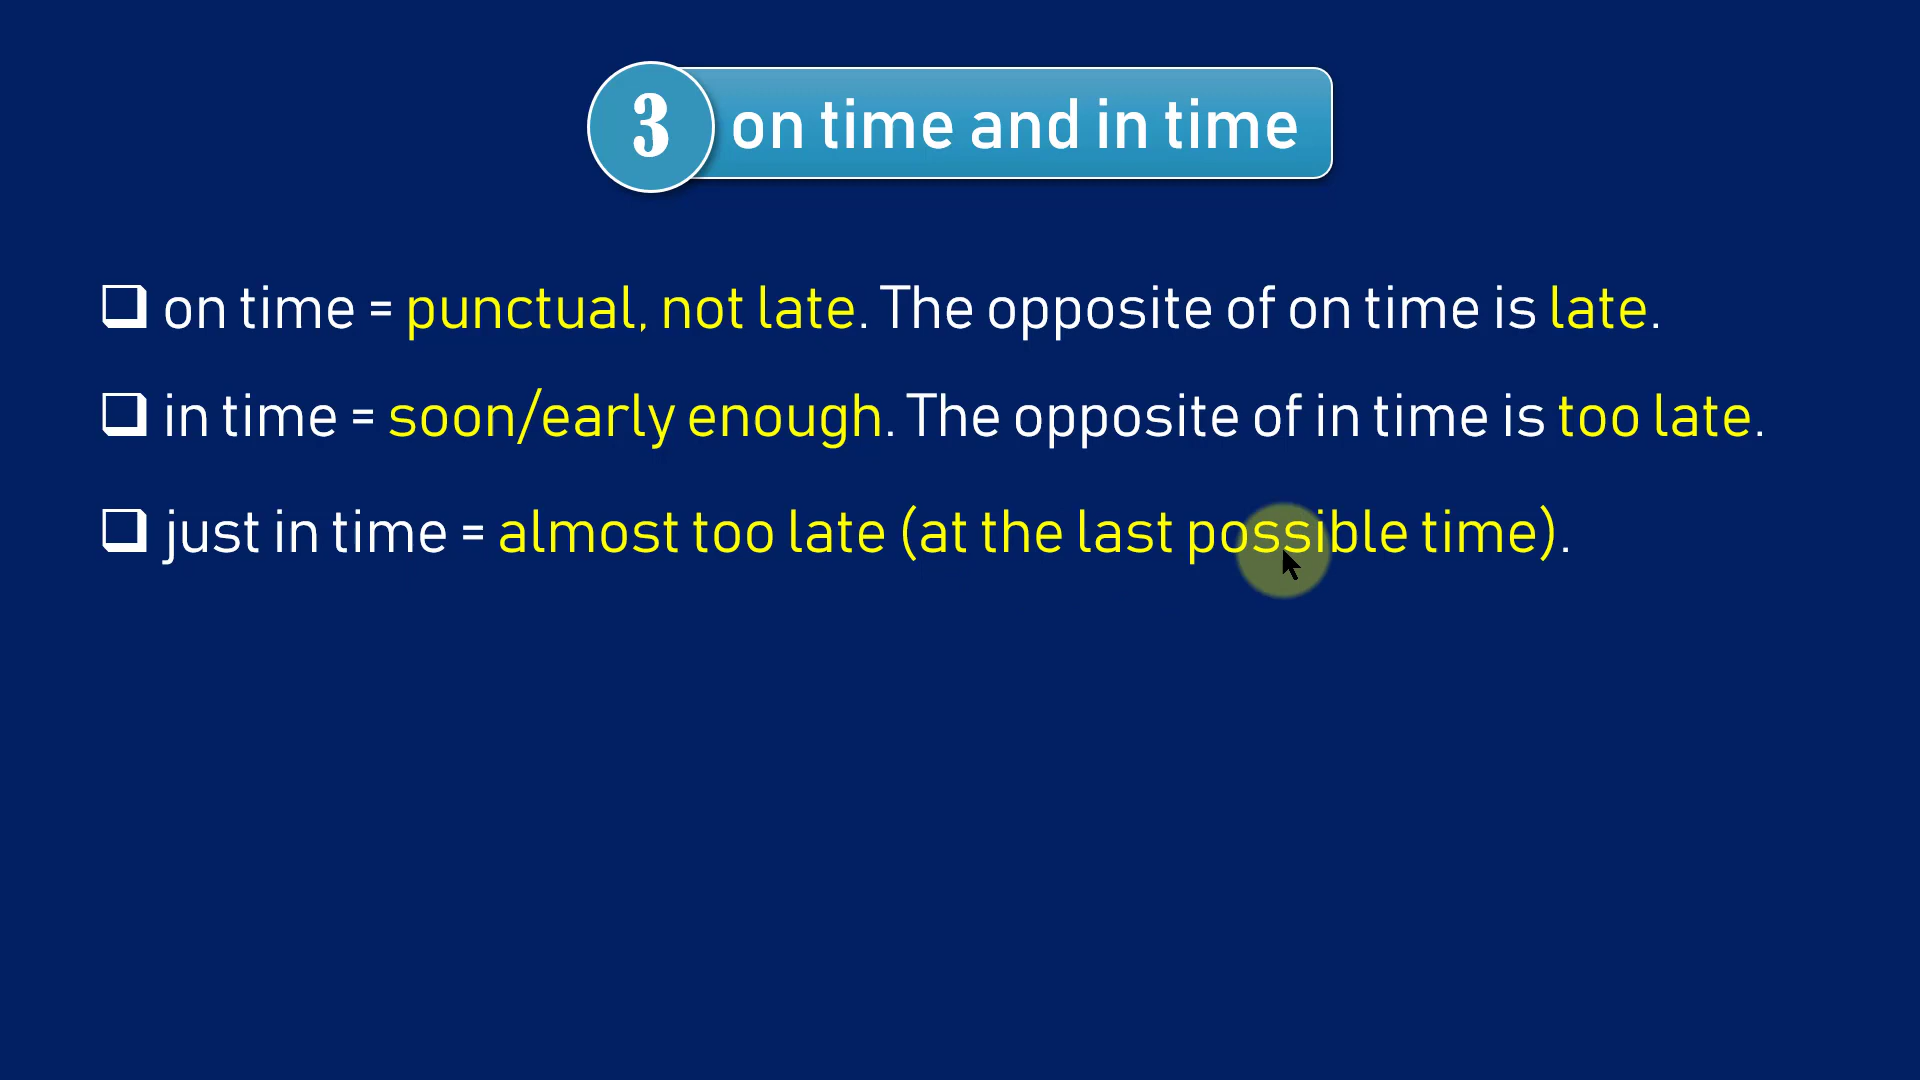 3 on time and in time
❑ on time = punctual, not late. The opposite of on time is late.
❑ in time = soon/early enough. The opposite of in time is too late.
❑ just in time = almost too late (at the last possible time).